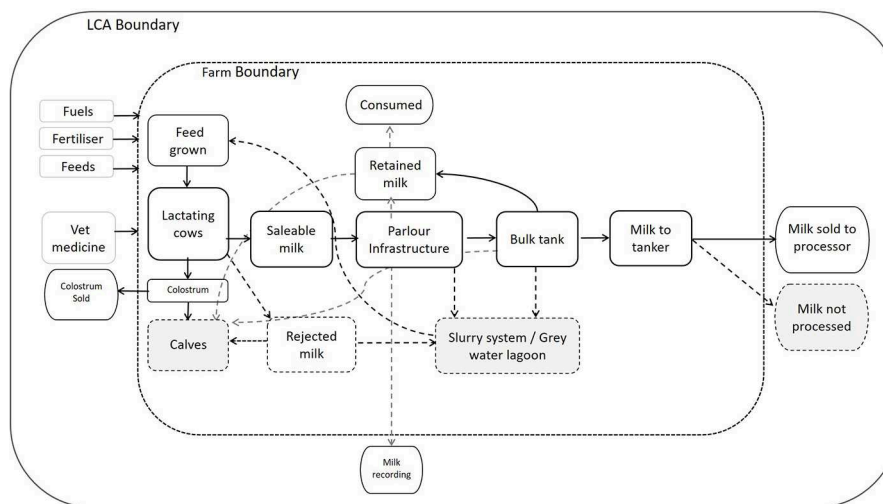 LCA Boundary
Farm Boundary
Fuels
Fertiliser
Feeds
Vet
medicine
Colostrum
Sold
Feed
grown
Lactating
cows
Colostrum
Calves
Saleable
milk
Rejected
milk
Consumed
Retained
milk
Parlour
Infrastructure
Milk
recording
Bulk tank
Slurry system / Grey
water lagoon
Milk to
tanker
Milk sold to
processor
Milk not
processed